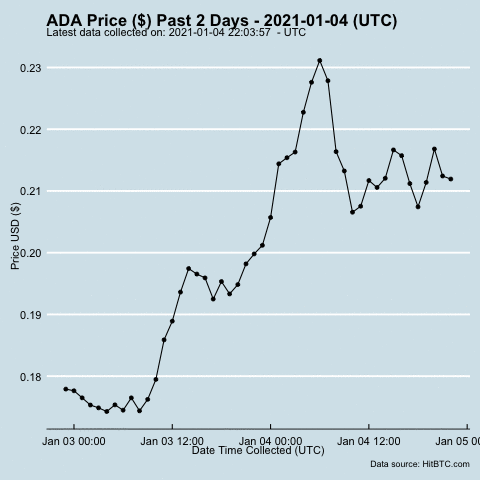 ADA Price ($) Past 2 Days - 2021-01-04 (UTC)
Latest data collected on: 2021-01-04 22:03:57  - UTC
0.23
0.22
0.21
0.20
0.19
0.18
Price USD ($)
Jan 03 00:00
Jan 03 12:00
Jan 04 00:00
Jan 04 12:00
Jan 05 00
Date Time Collected (UTC)
Data source: HitBTC.com